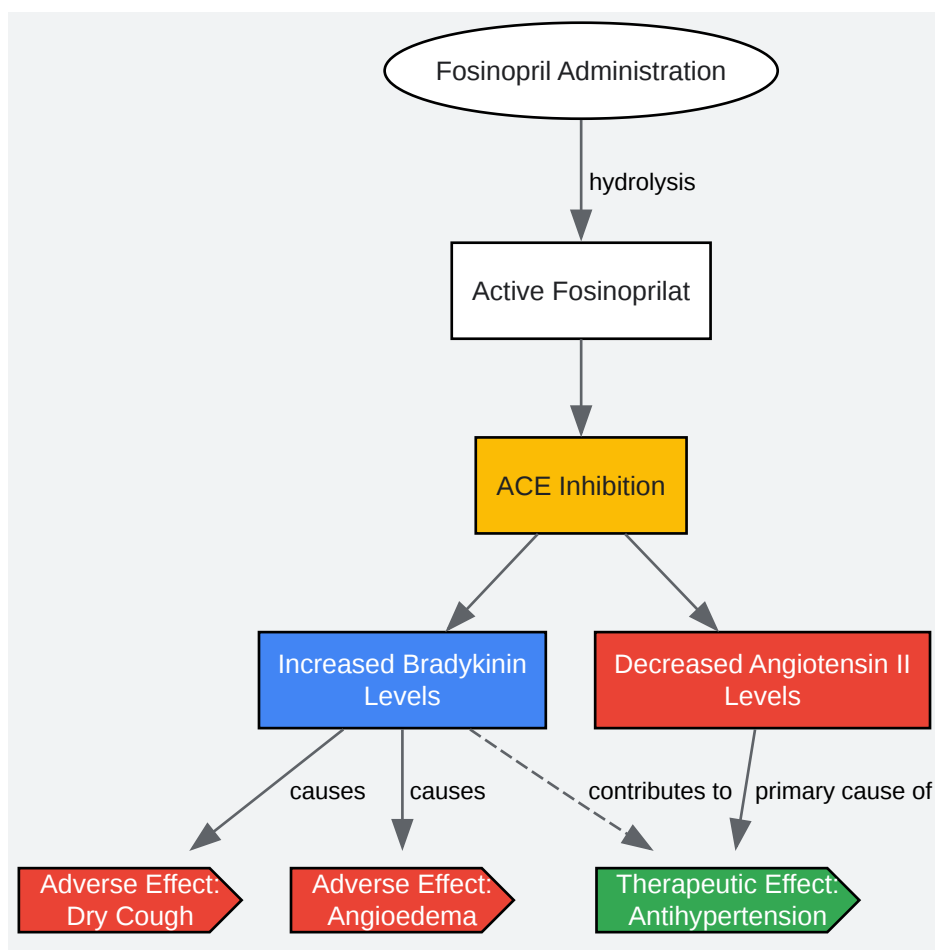 Fosinopril Administration
hydrolysis
Active Fosinoprilat
ACE Inhibition
Increased Bradykinin
Levels
Decreased Angiotensin II
Levels
causes
causes
contributes to
primary cause of
Adverse Effect:
Dry Cough
Adverse Effect:
Angioedema
Therapeutic Effect:
Antihypertension